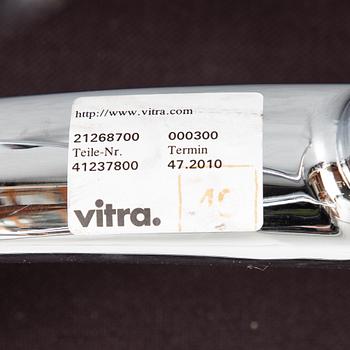 http://www.vitra.com
21268700 000300
Teile-Nr. Termin
41237800 47.2010
vitra.